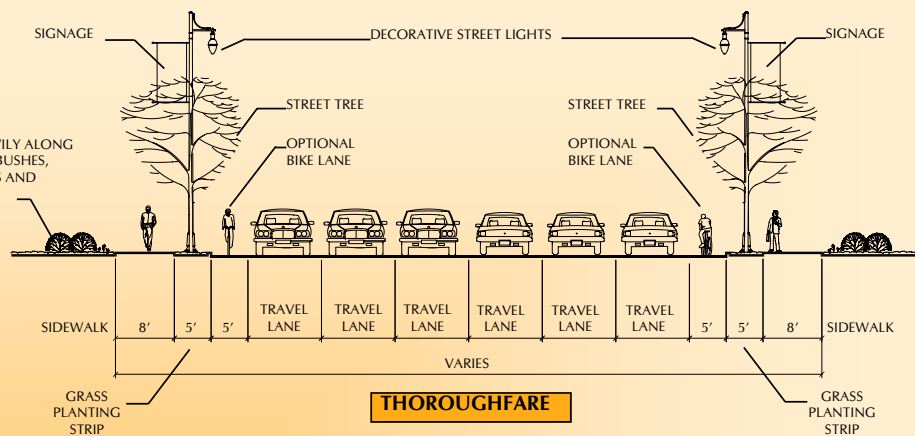 SIGNAGE
DECORATIVE STREET LIGHTS
SIGNAGE
STREET TREE
STREET TREE
OPTIONAL
BIKE LANE
OPTIONAL
BIKE LANE
ALONG
BUSHES,
AND
SIDEWALK
8’
5’
5’
TRAVEL
LANE
TRAVEL
LANE
TRAVEL
LANE
TRAVEL
LANE
TRAVEL
LANE
TRAVEL
LANE
5’
5’
8’
SIDEWALK
VARIES
GRASS
PLANTING
STRIP
THOROUGHFARE
GRASS
PLANTING
STRIP